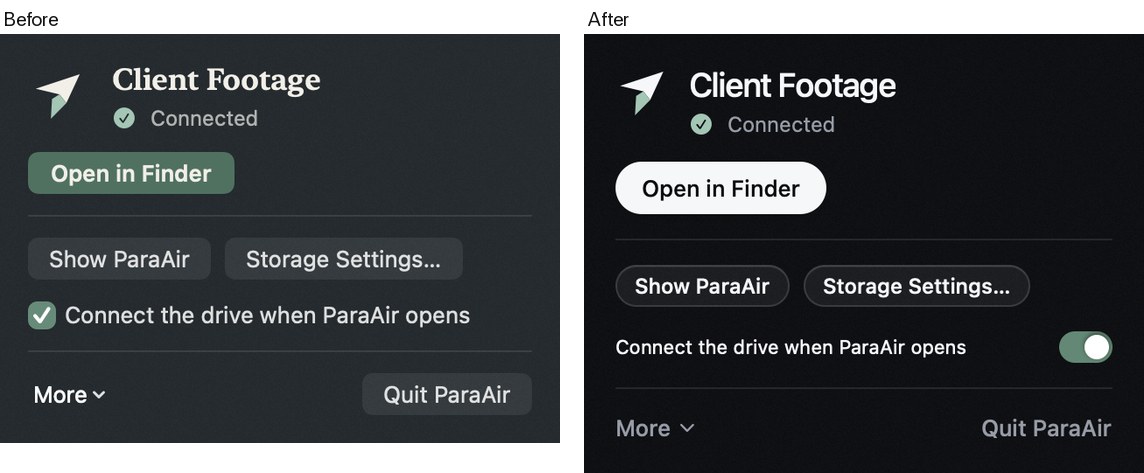 Before
Client Footage
Connected
Open in Finder
Show ParaAir
Storage Settings...
Connect the drive when ParaAir opens
More
Quit ParaAir
After
Client Footage
Connected
Open in Finder
Show ParaAir
Storage Settings...
Connect the drive when ParaAir opens
More
Quit ParaAir